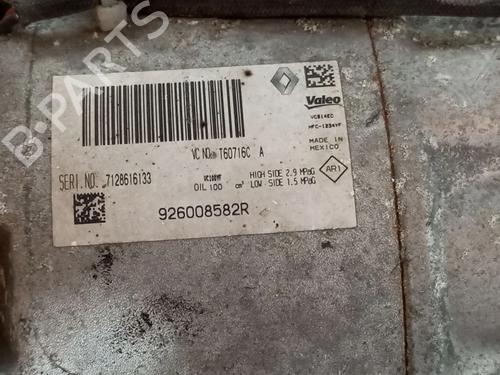 B-PARTS
Valeo
VCS14EC
HFC-1234YF
MADE IN
MEXICO
VC NO. T60716C A
SERI.NO. 7128616133
VC100YF
OIL 100 cm³
HIGH SIDE 2.9 MPaG
LOW-SIDE 1.5 MPaG
AR1
926008582R